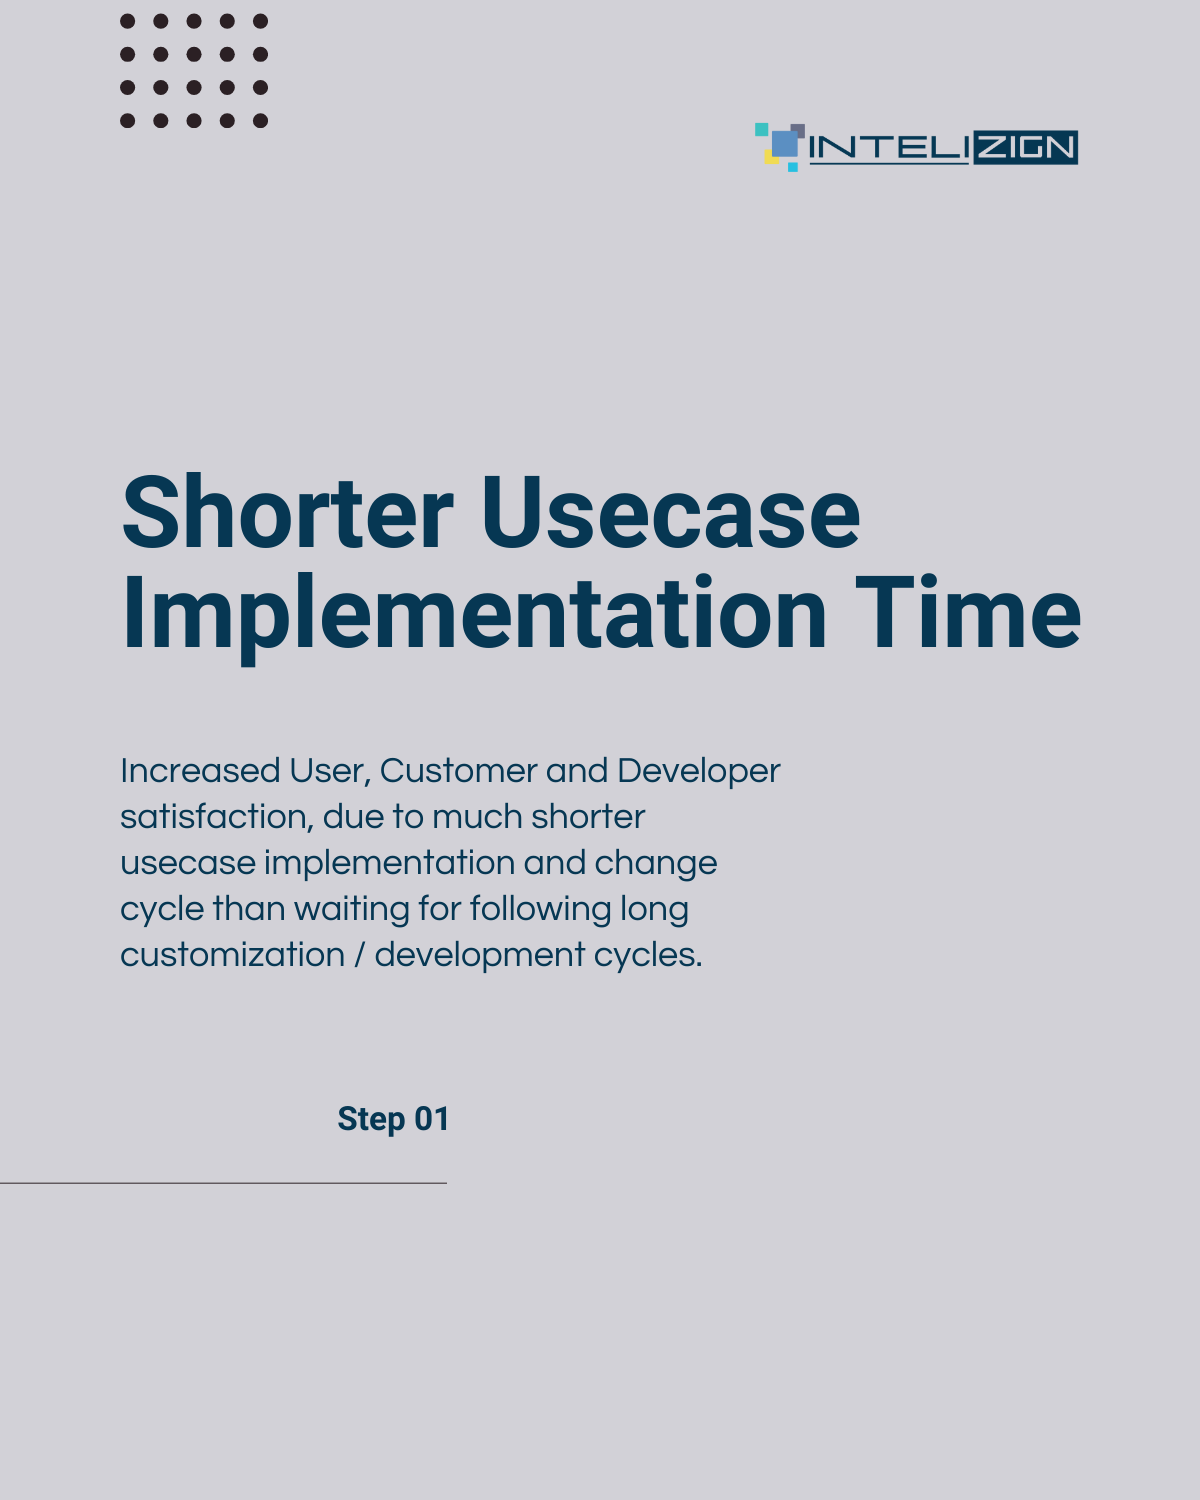 INTELIZIGN
Shorter Usecase
Implementation Time
Increased User, Customer and Developer
satisfaction, due to much shorter
usecase implementation and change
cycle than waiting for following long
customization / development cycles.
Step 01